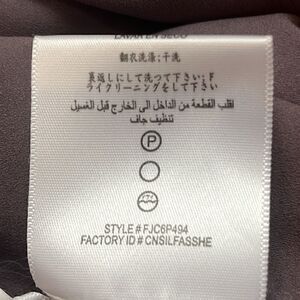 LAVAR EN SECO
翻衣洗滌;干洗
裏返しにして洗つて下さい;ド
ライクリーニングをして下さい
اقلب القطعة من الداخل الى الخارج قبل الغسيل
تنظيف جاف
P
STYLE # FJC6P494
FACTORY ID # CNSILFASSHE